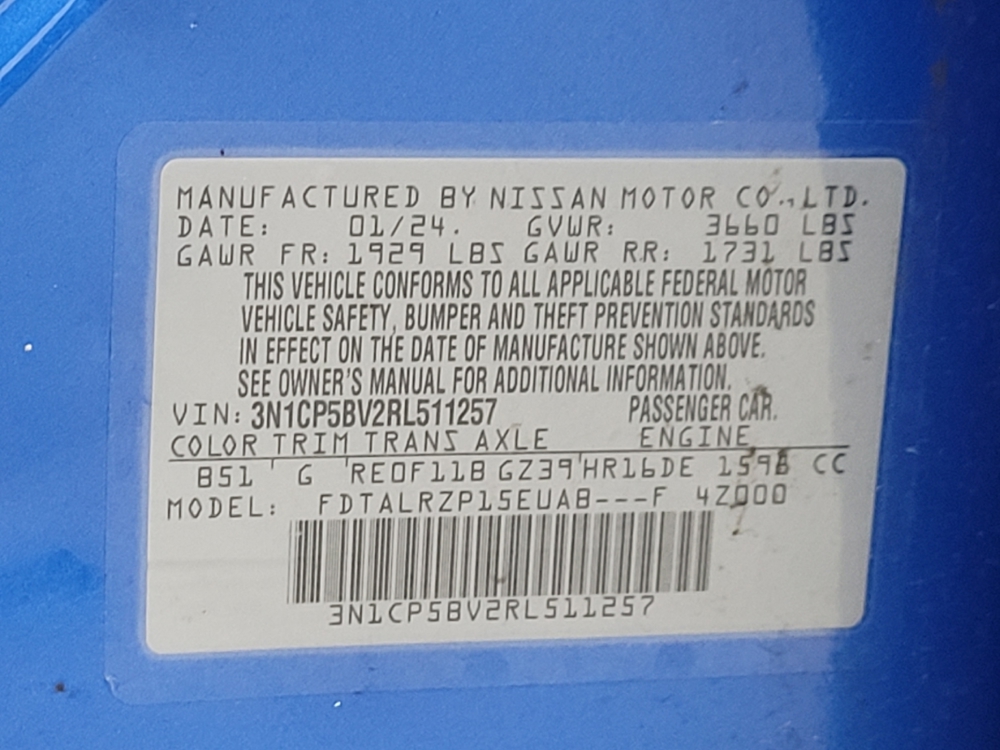 MANUFACTURED BY NISSAN MOTOR CO., LTD.
DATE: 01/24. GVWR: 3660 LBS
GAWR FR: 1929 LBS GAWR RR: 1731 LBS
THIS VEHICLE CONFORMS TO ALL APPLICABLE FEDERAL MOTOR
VEHICLE SAFETY, BUMPER AND THEFT PREVENTION STANDARDS
IN EFFECT ON THE DATE OF MANUFACTURE SHOWN ABOVE.
SEE OWNER'S MANUAL FOR ADDITIONAL INFORMATION.
VIN: 3N1CP5BV2RL511257 PASSENGER CAR.
COLOR TRIM TRANS AXLE ENGINE
B51 G RE0F11B GZ39 HR16DE 1598 CC
MODEL: FDTALRZP15EUAB---F 4Z000
3N1CP5BV2RL511257